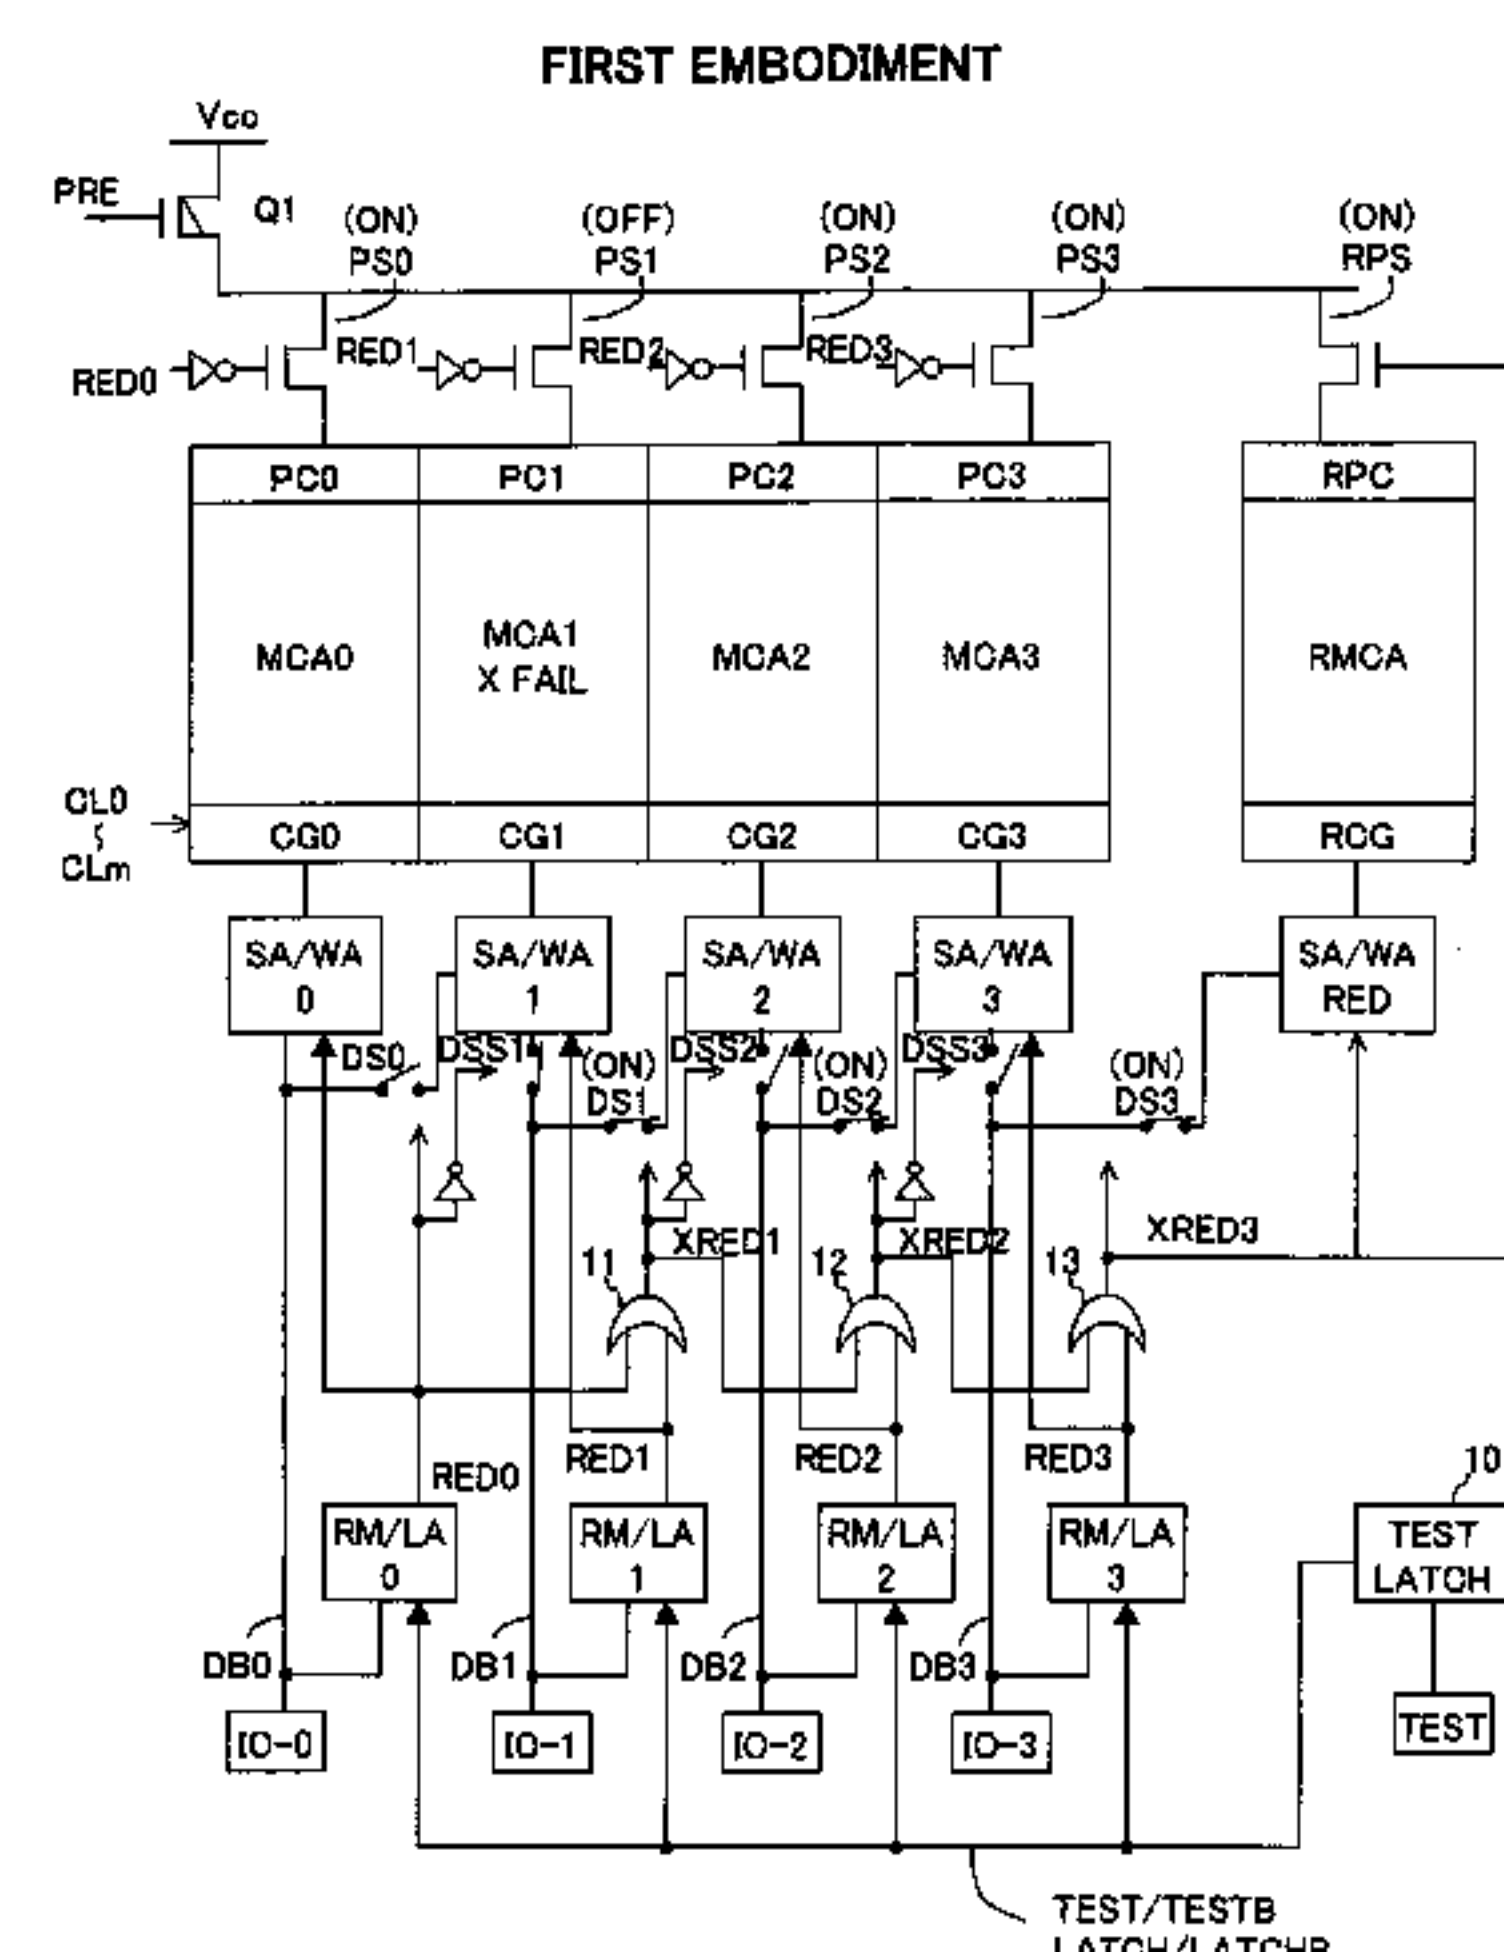 FIRST EMBODIMENT
Vcc
PRE
Q1
(ON) (OFF) (ON) (ON) (ON)
PS0 PS1 PS2 PS3 RPS
RED0 RED1 RED2 RED3
PC0 PC1 PC2 PC3 RPC
MCA0 MCA1 MCA2 MCA3 RMCA
X FAIL
CL0
CLm
CG0 CG1 CG2 CG3 RCG
SA/WA SA/WA SA/WA SA/WA SA/WA
0 1 2 3 RED
DS0 DSS1 (ON) DSS2 (ON) DSS3 (ON)
DS1 DS2 DS3
XRED1 XRED2 XRED3
11 12 13
RED0 RED1 RED2 RED3 10
RM/LA RM/LA RM/LA RM/LA TEST
0 1 2 3 LATCH
DB0 DB1 DB2 DB3
IO-0 IO-1 IO-2 IO-3 TEST
TEST/TESTB
LATCH/LATCHB